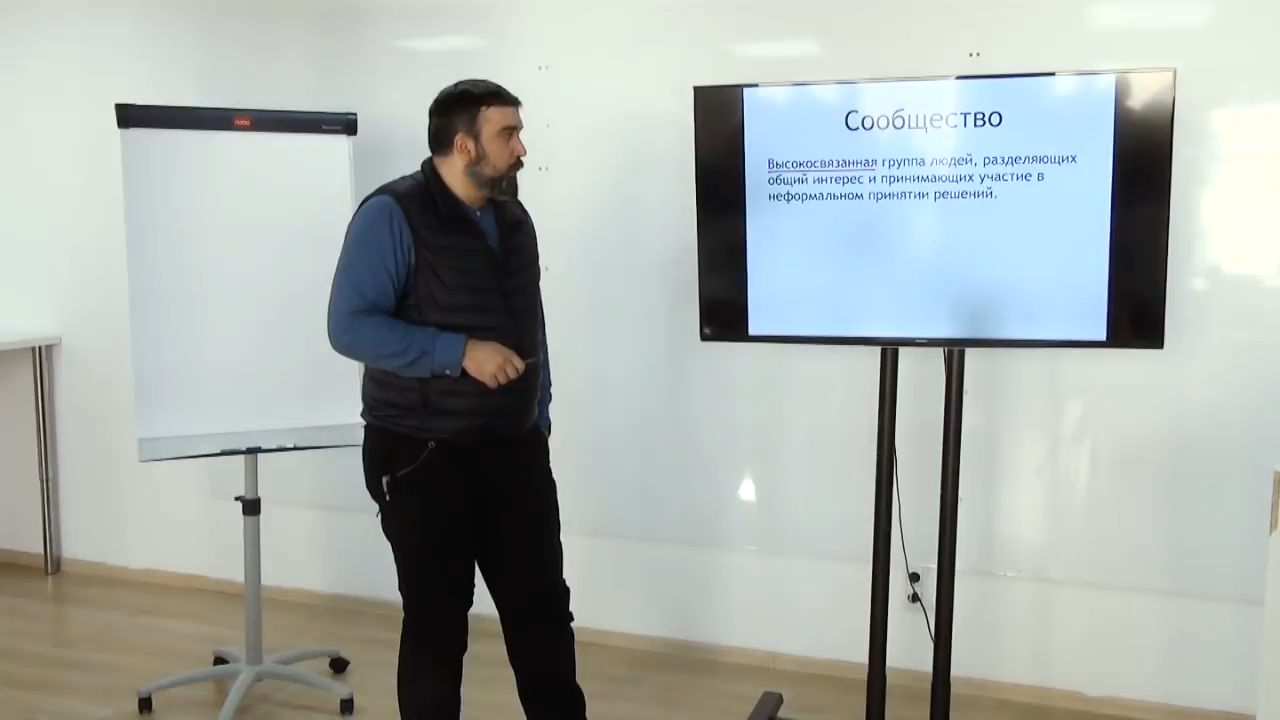 Сообщество
Высокосвязанная группа людей, разделяющих
общий интерес и принимающих участие в
неформальном принятии решений.